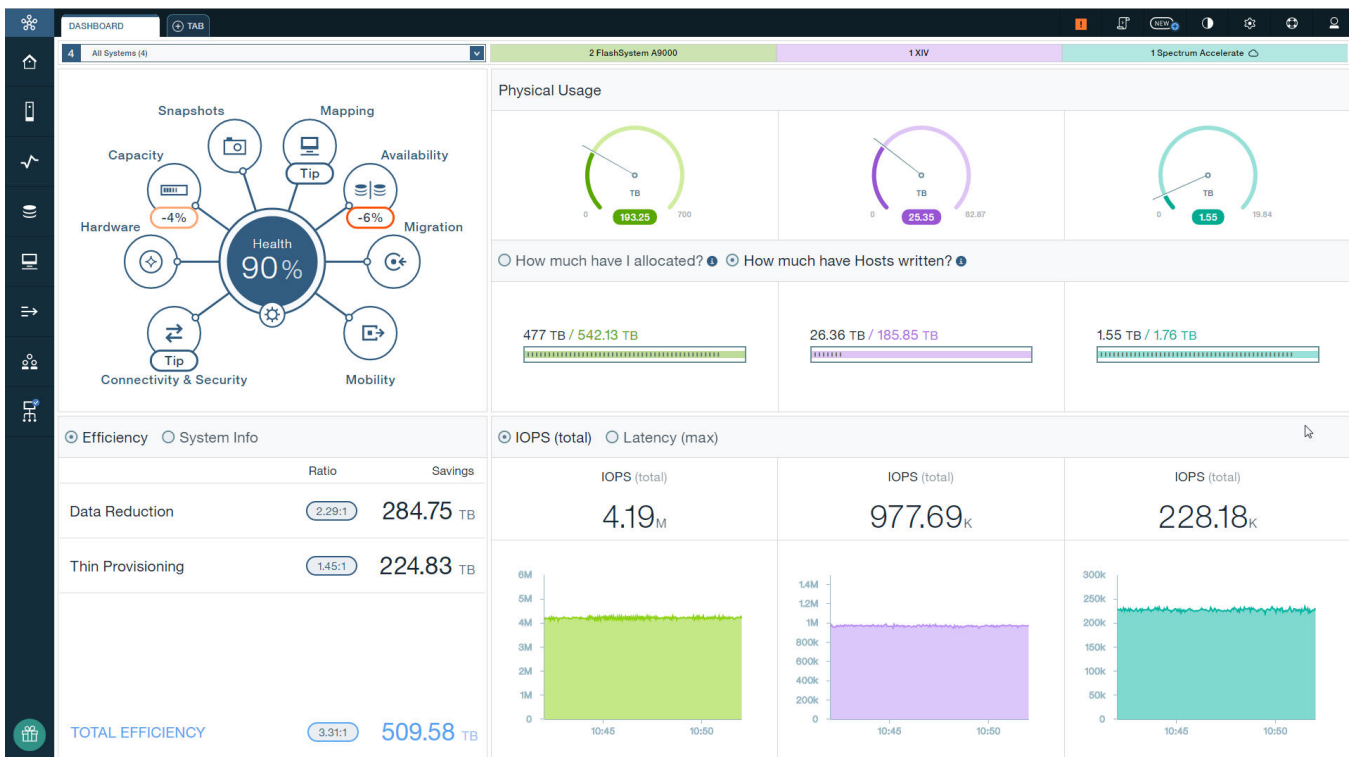 DASHBOARD
TAB
NEW
4 All Systems (4)
2 FlashSystem A9000
1 XIV
1 Spectrum Accelerate
Snapshots
Mapping
Capacity
Tip
Availability
-4%
-6%
Hardware
Migration
Health
90%
Tip
Connectivity & Security
Mobility
Physical Usage
TB
0
193.25
700
TB
0
25.35
82.87
TB
0
1.55
19.84
How much have I allocated?
How much have Hosts written?
477 TB / 542.13 TB
26.36 TB / 185.85 TB
1.55 TB / 1.76 TB
Efficiency
System Info
Ratio
Savings
Data Reduction
2.29:1
284.75 TB
Thin Provisioning
1.45:1
224.83 TB
TOTAL EFFICIENCY
3.31:1
509.58 TB
IOPS (total)
Latency (max)
IOPS (total)
4.19M
6M
5M
4M
3M
2M
1M
0
10:45
10:50
IOPS (total)
977.69K
1.4M
1.2M
1M
800k
600k
400k
200k
0
10:45
10:50
IOPS (total)
228.18K
300k
250k
200k
150k
100k
50k
0
10:45
10:50